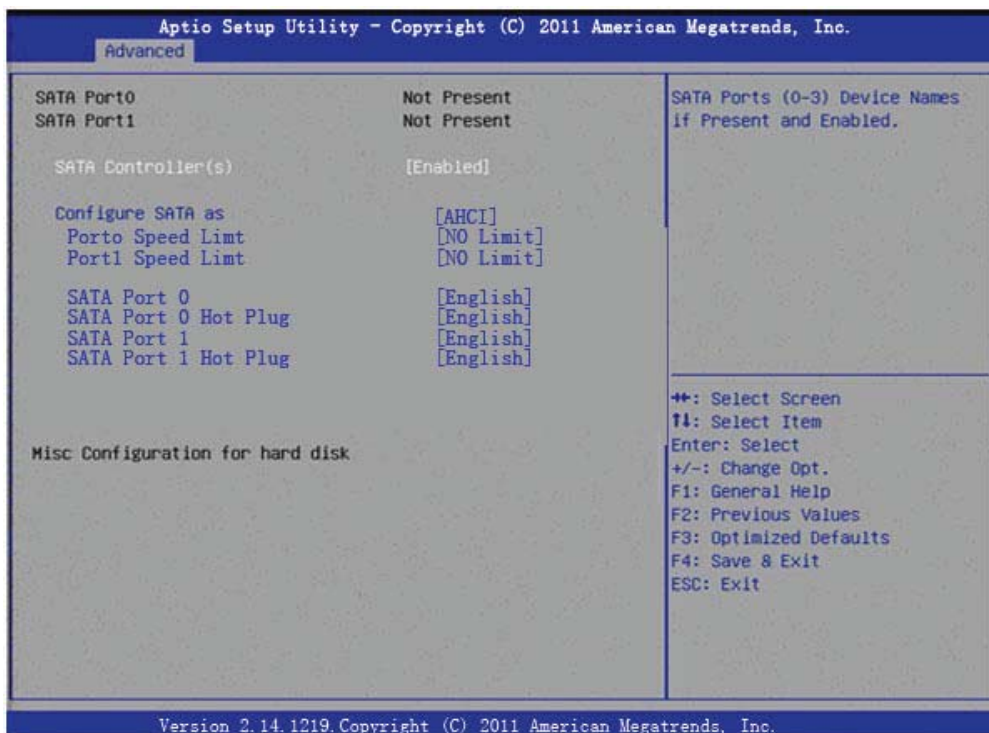 Aptio Setup Utility - Copyright (C) 2011 American Megatrends, Inc.
Advanced
SATA Port0 Not Present
SATA Port1 Not Present
SATA Controller(s) [Enabled]
Configure SATA as [AHCI]
Porto Speed Limt [NO Limit]
Port1 Speed Limt [NO Limit]
SATA Port 0 [English]
SATA Port 0 Hot Plug [English]
SATA Port 1 [English]
SATA Port 1 Hot Plug [English]
Misc Configuration for hard disk
SATA Ports (0-3) Device Names
if Present and Enabled.
→←: Select Screen
↑↓: Select Item
Enter: Select
+/-: Change Opt.
F1: General Help
F2: Previous Values
F3: Optimized Defaults
F4: Save & Exit
ESC: Exit
Version 2.14.1219.Copyright (C) 2011 American Megatrends, Inc.